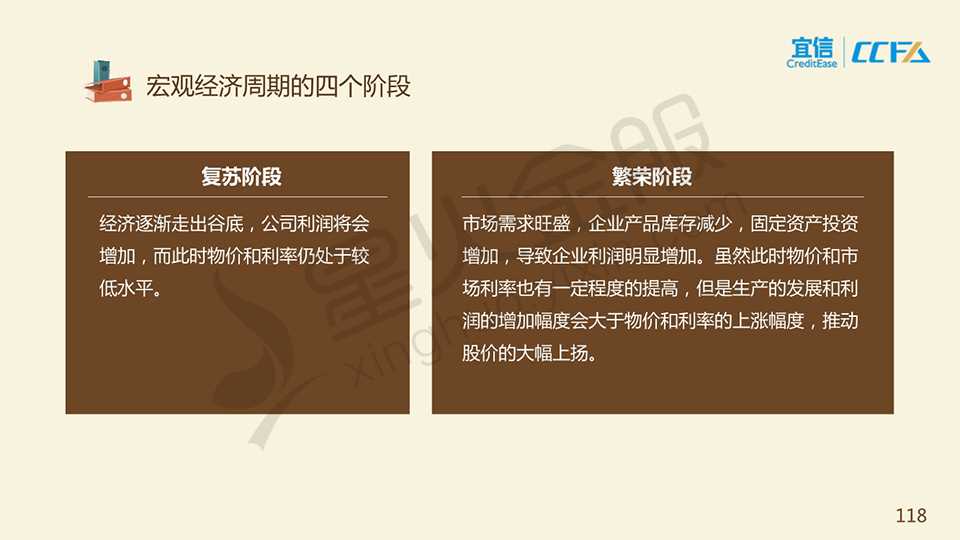 宜信
CreditEase
CCFA
宏观经济周期的四个阶段
复苏阶段
经济逐渐走出谷底，公司利润将会
增加，而此时物价和利率仍处于较
低水平。
繁荣阶段
市场需求旺盛，企业产品库存减少，固定资产投资
增加，导致企业利润明显增加。虽然此时物价和市
场利率也有一定程度的提高，但是生产的发展和利
润的增加幅度会大于物价和利率的上涨幅度，推动
股价的大幅上扬。
118